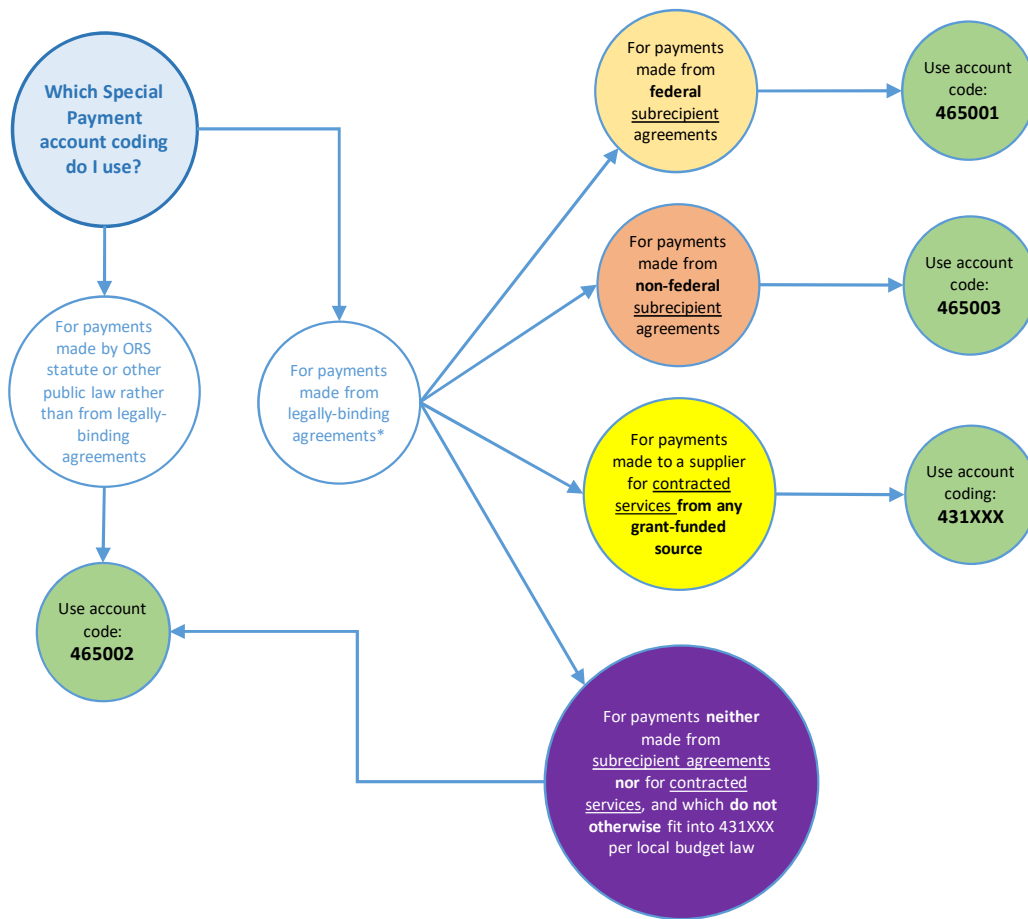 Which Special
Payment
account coding
do I use?
For payments
made by ORS
statute or other
public law rather
than from legally-
binding
agreements
Use account
code:
465002
For payments
made from
legally-binding
agreements*
For payments
made from
federal
subrecipient
agreements
Use account
code:
465001
For payments
made from
non-federal
subrecipient
agreements
Use account
code:
465003
For payments
made to a supplier
for contracted
services from any
grant-funded
source
Use account
coding:
431XXX
For payments neither
made from
subrecipient agreements
nor for contracted
services, and which do not
otherwise fit into 431XXX
per local budget law